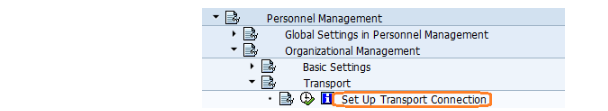 Personnel Management
Global Settings in Personnel Management
Organizational Management
Basic Settings
Transport
Set Up Transport Connection